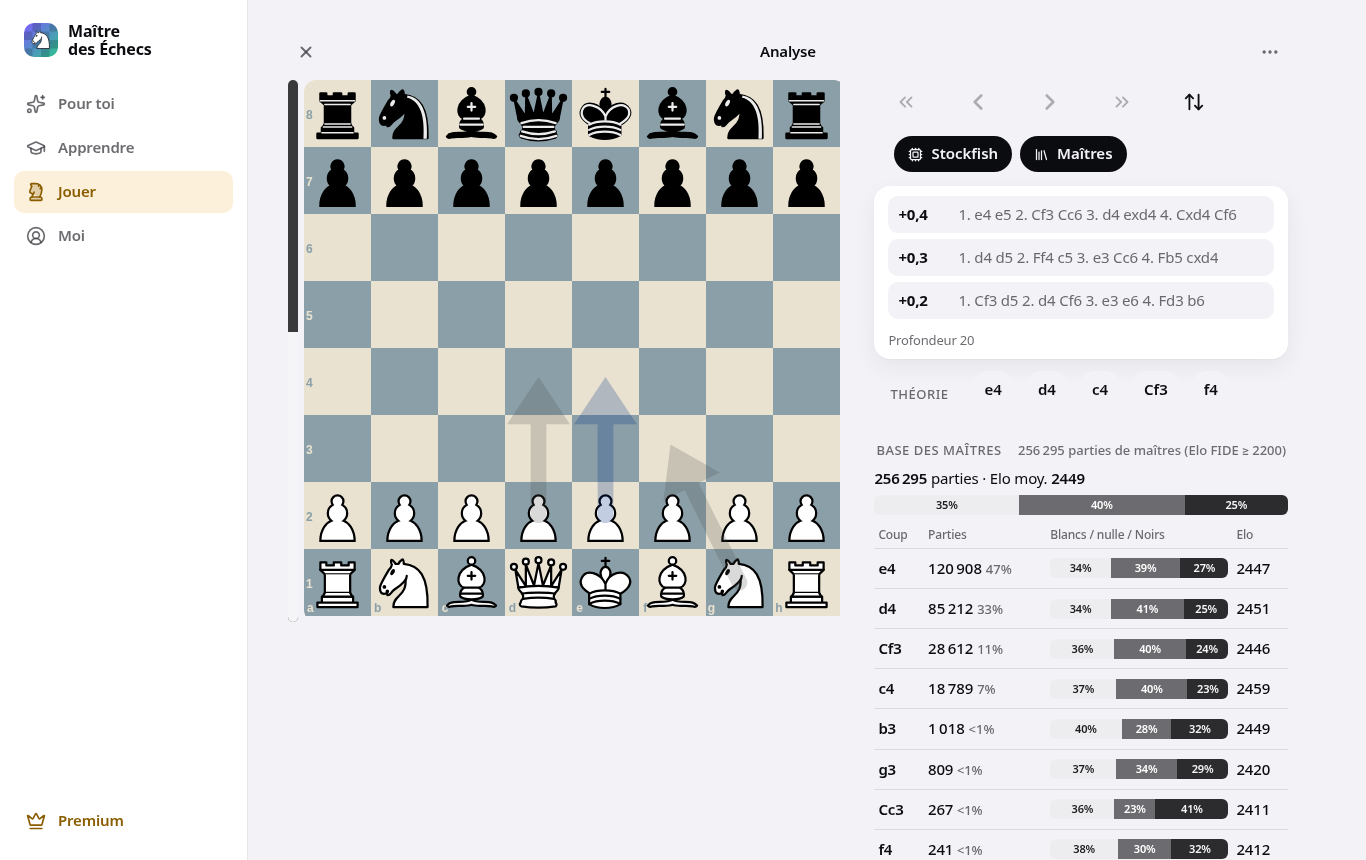 Maître
des Échecs
Pour toi
Apprendre
Jouer
Moi
Premium
Analyse
8
7
6
5
4
3
2
1
a b c d e f g h
Stockfish
Maîtres
+0,4 1. e4 e5 2. Cf3 Cc6 3. d4 exd4 4. Cxd4 Cf6
+0,3 1. d4 d5 2. Ff4 c5 3. e3 Cc6 4. Fb5 cxd4
+0,2 1. Cf3 d5 2. d4 Cf6 3. e3 e6 4. Fd3 b6
Profondeur 20
THÉORIE e4 d4 c4 Cf3 f4
BASE DES MAÎTRES 256 295 parties de maîtres (Elo FIDE ≥ 2200)
256 295 parties · Elo moy. 2449
35% 40% 25%
Coup Parties Blancs / nulle / Noirs Elo
e4 120 908 47% 34% 39% 27% 2447
d4 85 212 33% 34% 41% 25% 2451
Cf3 28 612 11% 36% 40% 24% 2446
c4 18 789 7% 37% 40% 23% 2459
b3 1 018 <1% 40% 28% 32% 2449
g3 809 <1% 37% 34% 29% 2420
Cc3 267 <1% 36% 23% 41% 2411
f4 241 <1% 38% 30% 32% 2412